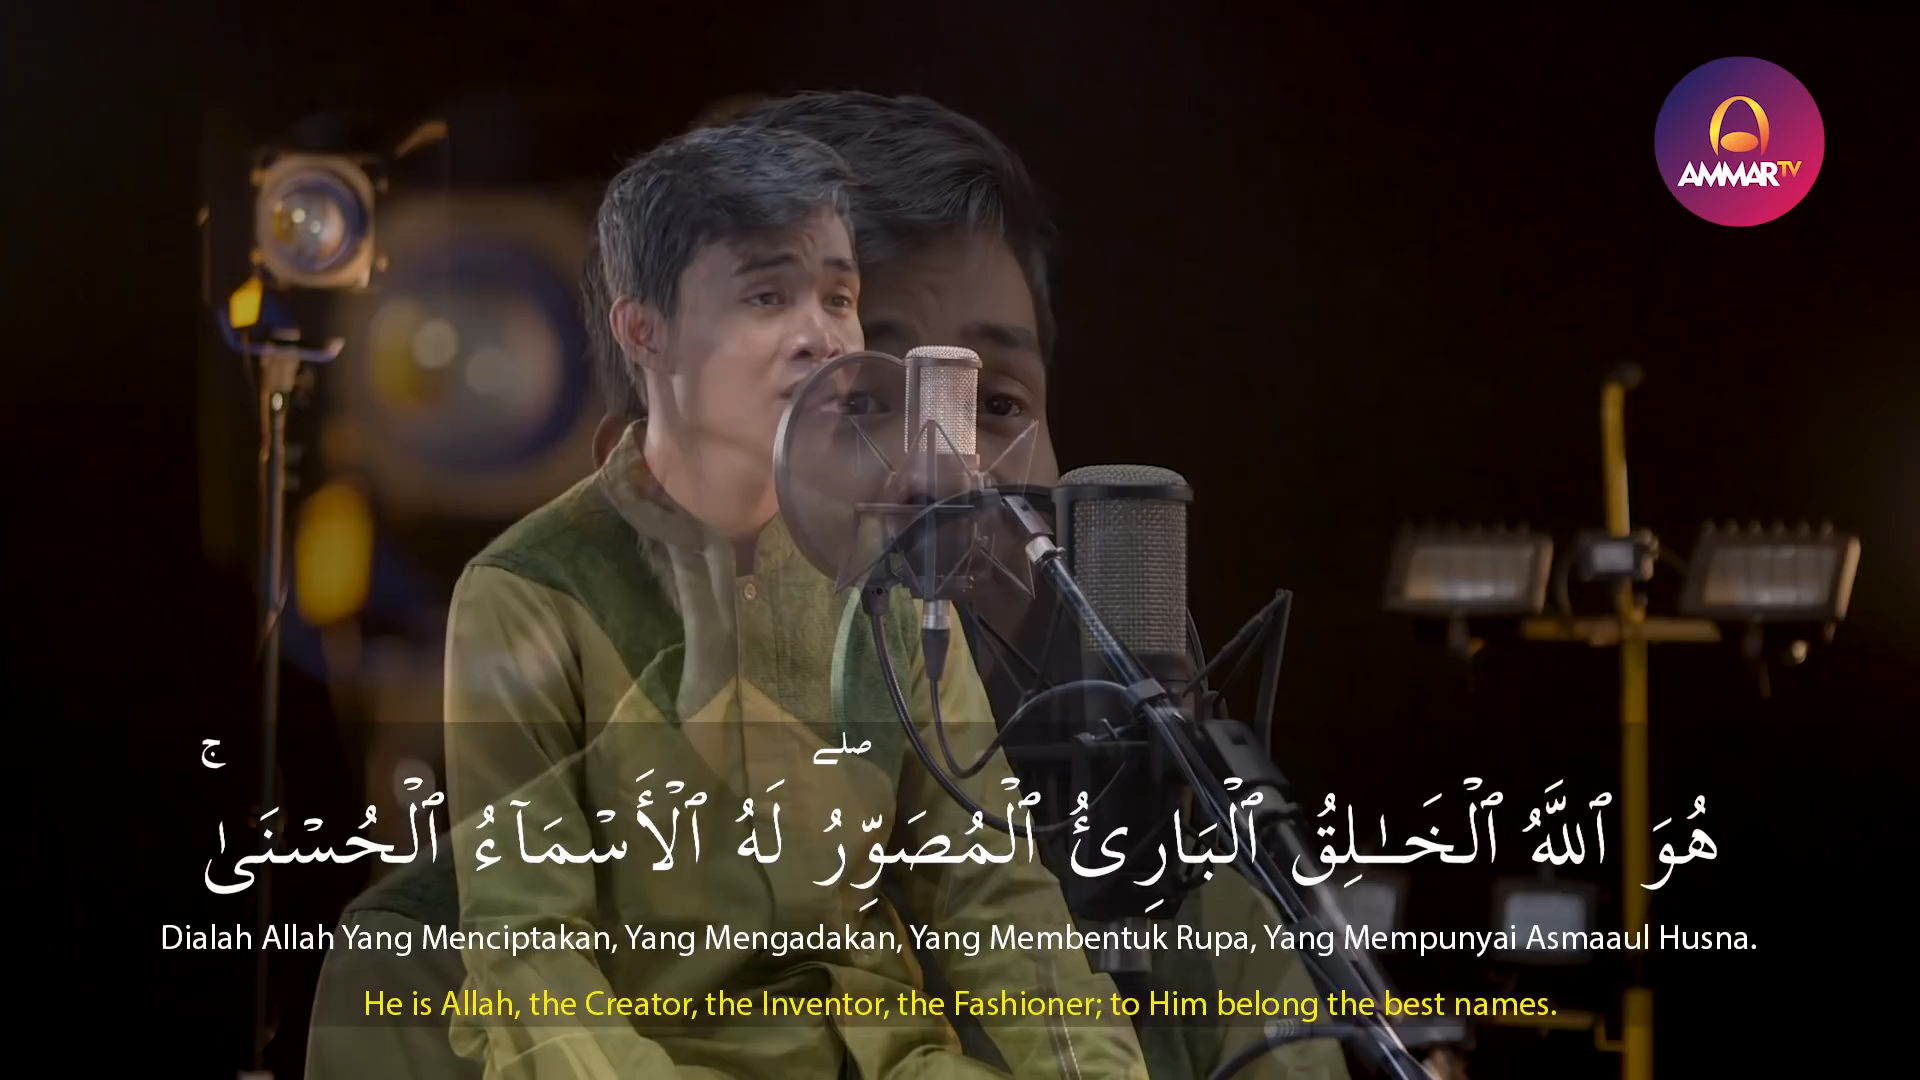 AMMARTV
هُوَ ٱللَّهُ ٱلْخَـٰلِقُ ٱلْبَارِئُ ٱلْمُصَوِّرُ ۖ لَهُ ٱلْأَسْمَآءُ ٱلْحُسْنَىٰ ۚ
Dialah Allah Yang Menciptakan, Yang Mengadakan, Yang Membentuk Rupa, Yang Mempunyai Asmaaul Husna.
He is Allah, the Creator, the Inventor, the Fashioner; to Him belong the best names.